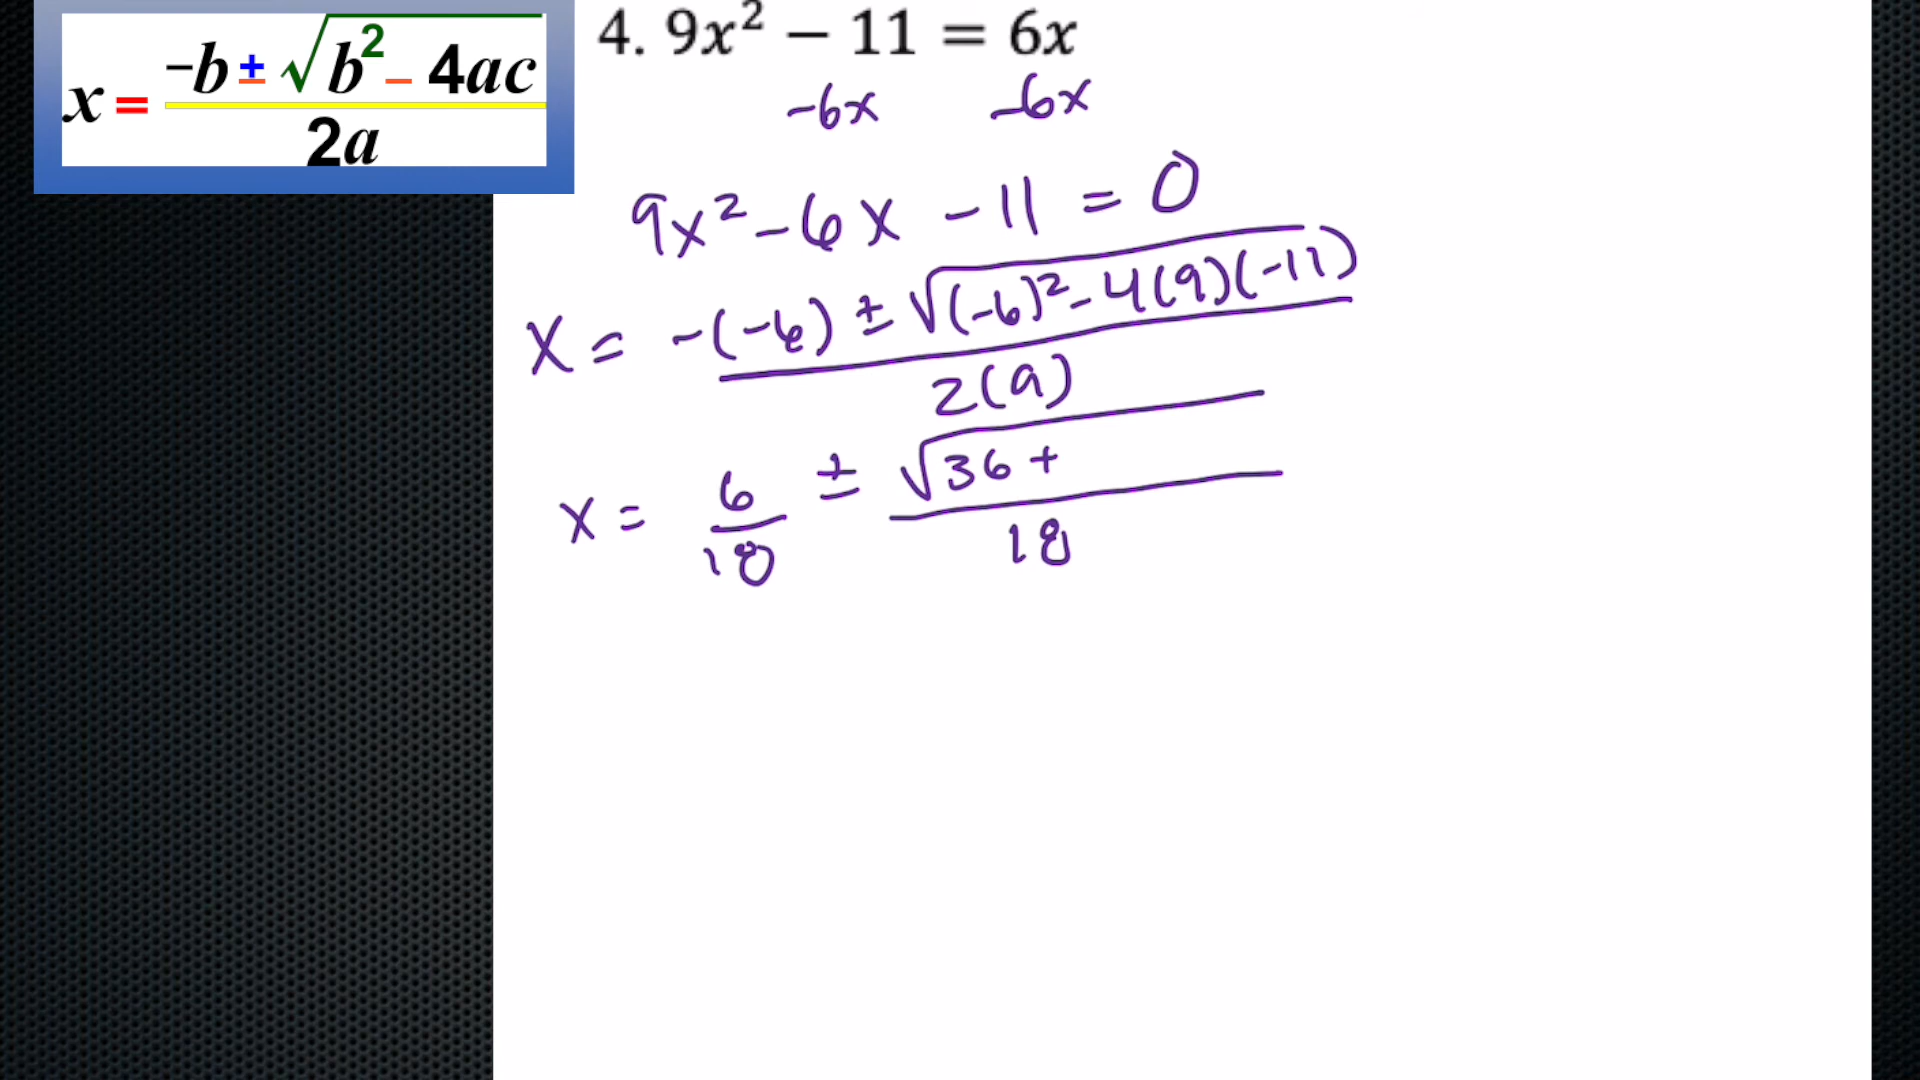 x = −b ± √b² − 4ac
2a
4. 9x² − 11 = 6x
-6x -6x
9x² - 6x - 11 = 0
x = -(-6) ± √(-6)² - 4(9)(-11)
2(9)
x = 6 ± √36 +
18 18